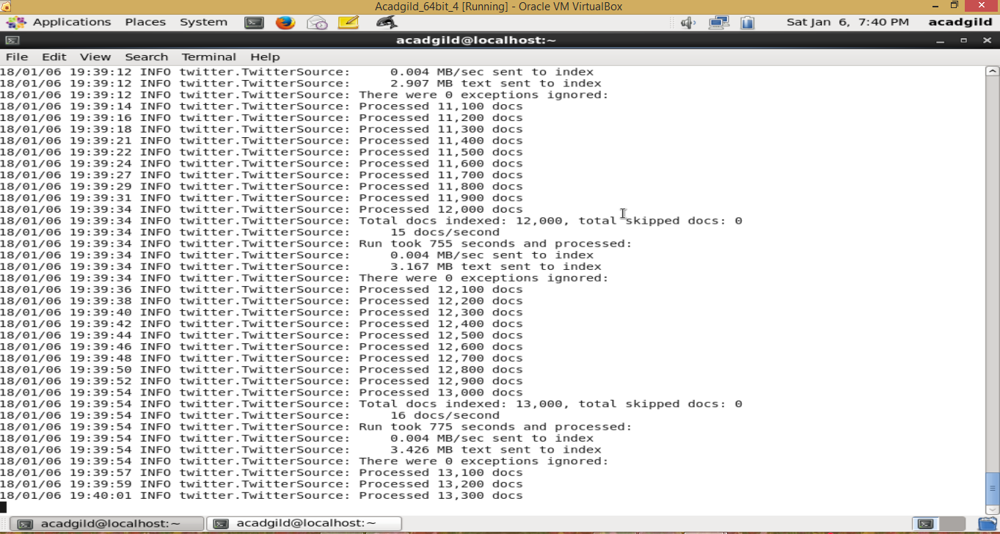 Acadgild_64bit_4 [Running] - Oracle VM VirtualBox
Applications Places System Sat Jan 6, 7:40 PM acadgild
acadgild@localhost:~
File Edit View Search Terminal Help
18/01/06 19:39:12 INFO twitter.TwitterSource:     0.004 MB/sec sent to index
18/01/06 19:39:12 INFO twitter.TwitterSource:     2.907 MB text sent to index
18/01/06 19:39:12 INFO twitter.TwitterSource: There were 0 exceptions ignored:
18/01/06 19:39:14 INFO twitter.TwitterSource: Processed 11,100 docs
18/01/06 19:39:16 INFO twitter.TwitterSource: Processed 11,200 docs
18/01/06 19:39:18 INFO twitter.TwitterSource: Processed 11,300 docs
18/01/06 19:39:21 INFO twitter.TwitterSource: Processed 11,400 docs
18/01/06 19:39:22 INFO twitter.TwitterSource: Processed 11,500 docs
18/01/06 19:39:24 INFO twitter.TwitterSource: Processed 11,600 docs
18/01/06 19:39:27 INFO twitter.TwitterSource: Processed 11,700 docs
18/01/06 19:39:29 INFO twitter.TwitterSource: Processed 11,800 docs
18/01/06 19:39:31 INFO twitter.TwitterSource: Processed 11,900 docs
18/01/06 19:39:34 INFO twitter.TwitterSource: Processed 12,000 docs
18/01/06 19:39:34 INFO twitter.TwitterSource: Total docs indexed: 12,000, total skipped docs: 0
18/01/06 19:39:34 INFO twitter.TwitterSource:     15 docs/second
18/01/06 19:39:34 INFO twitter.TwitterSource: Run took 755 seconds and processed:
18/01/06 19:39:34 INFO twitter.TwitterSource:     0.004 MB/sec sent to index
18/01/06 19:39:34 INFO twitter.TwitterSource:     3.167 MB text sent to index
18/01/06 19:39:34 INFO twitter.TwitterSource: There were 0 exceptions ignored:
18/01/06 19:39:36 INFO twitter.TwitterSource: Processed 12,100 docs
18/01/06 19:39:38 INFO twitter.TwitterSource: Processed 12,200 docs
18/01/06 19:39:40 INFO twitter.TwitterSource: Processed 12,300 docs
18/01/06 19:39:42 INFO twitter.TwitterSource: Processed 12,400 docs
18/01/06 19:39:44 INFO twitter.TwitterSource: Processed 12,500 docs
18/01/06 19:39:46 INFO twitter.TwitterSource: Processed 12,600 docs
18/01/06 19:39:48 INFO twitter.TwitterSource: Processed 12,700 docs
18/01/06 19:39:50 INFO twitter.TwitterSource: Processed 12,800 docs
18/01/06 19:39:52 INFO twitter.TwitterSource: Processed 12,900 docs
18/01/06 19:39:54 INFO twitter.TwitterSource: Processed 13,000 docs
18/01/06 19:39:54 INFO twitter.TwitterSource: Total docs indexed: 13,000, total skipped docs: 0
18/01/06 19:39:54 INFO twitter.TwitterSource:     16 docs/second
18/01/06 19:39:54 INFO twitter.TwitterSource: Run took 775 seconds and processed:
18/01/06 19:39:54 INFO twitter.TwitterSource:     0.004 MB/sec sent to index
18/01/06 19:39:54 INFO twitter.TwitterSource:     3.426 MB text sent to index
18/01/06 19:39:54 INFO twitter.TwitterSource: There were 0 exceptions ignored:
18/01/06 19:39:57 INFO twitter.TwitterSource: Processed 13,100 docs
18/01/06 19:39:59 INFO twitter.TwitterSource: Processed 13,200 docs
18/01/06 19:40:01 INFO twitter.TwitterSource: Processed 13,300 docs
acadgild@localhost:~ acadgild@localhost:~